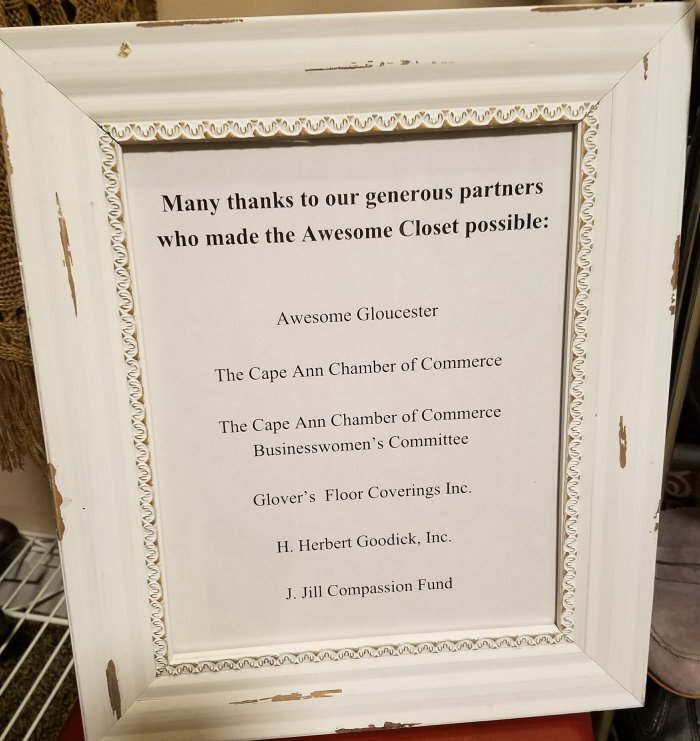 Many thanks to our generous partners
who made the Awesome Closet possible:
Awesome Gloucester
The Cape Ann Chamber of Commerce
The Cape Ann Chamber of Commerce
Businesswomen's Committee
Glover's  Floor Coverings Inc.
H. Herbert Goodick, Inc.
J. Jill Compassion Fund